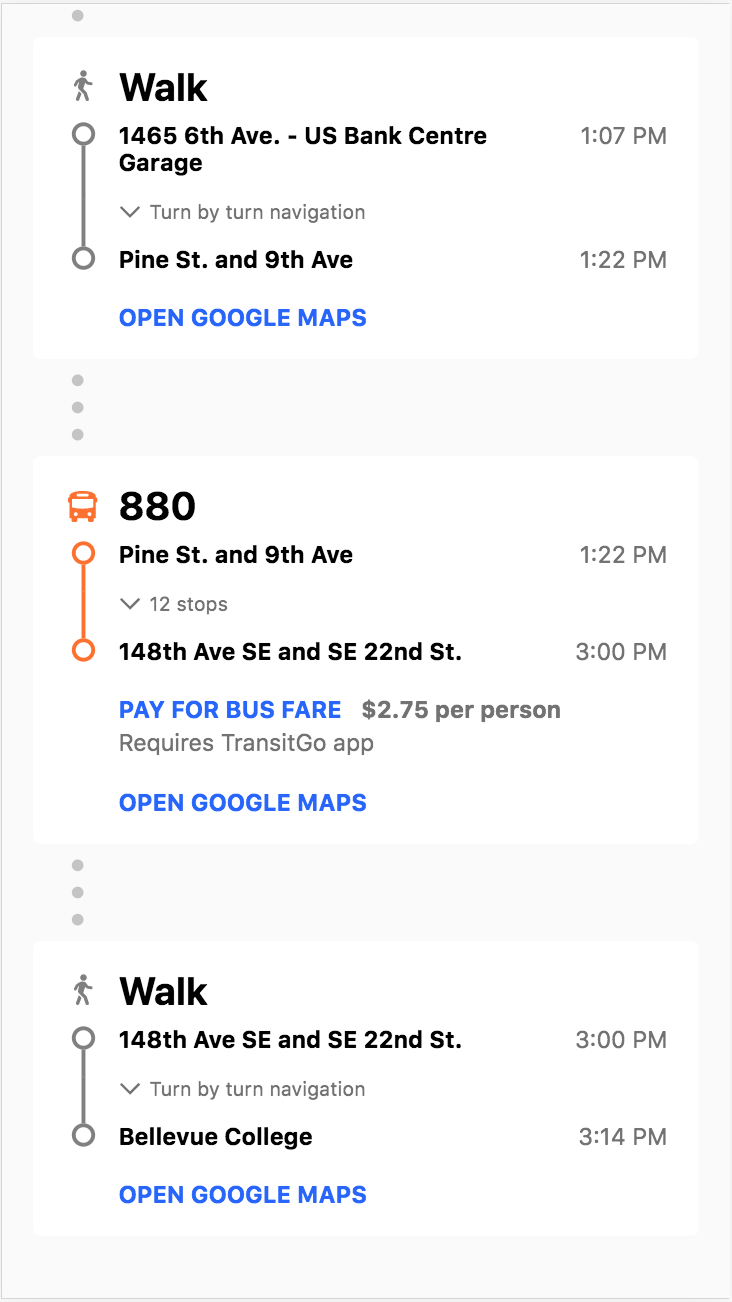 Walk
1465 6th Ave. - US Bank Centre 1:07 PM
Garage
Turn by turn navigation
Pine St. and 9th Ave 1:22 PM
OPEN GOOGLE MAPS
880
Pine St. and 9th Ave 1:22 PM
12 stops
148th Ave SE and SE 22nd St. 3:00 PM
PAY FOR BUS FARE $2.75 per person
Requires TransitGo app
OPEN GOOGLE MAPS
Walk
148th Ave SE and SE 22nd St. 3:00 PM
Turn by turn navigation
Bellevue College 3:14 PM
OPEN GOOGLE MAPS